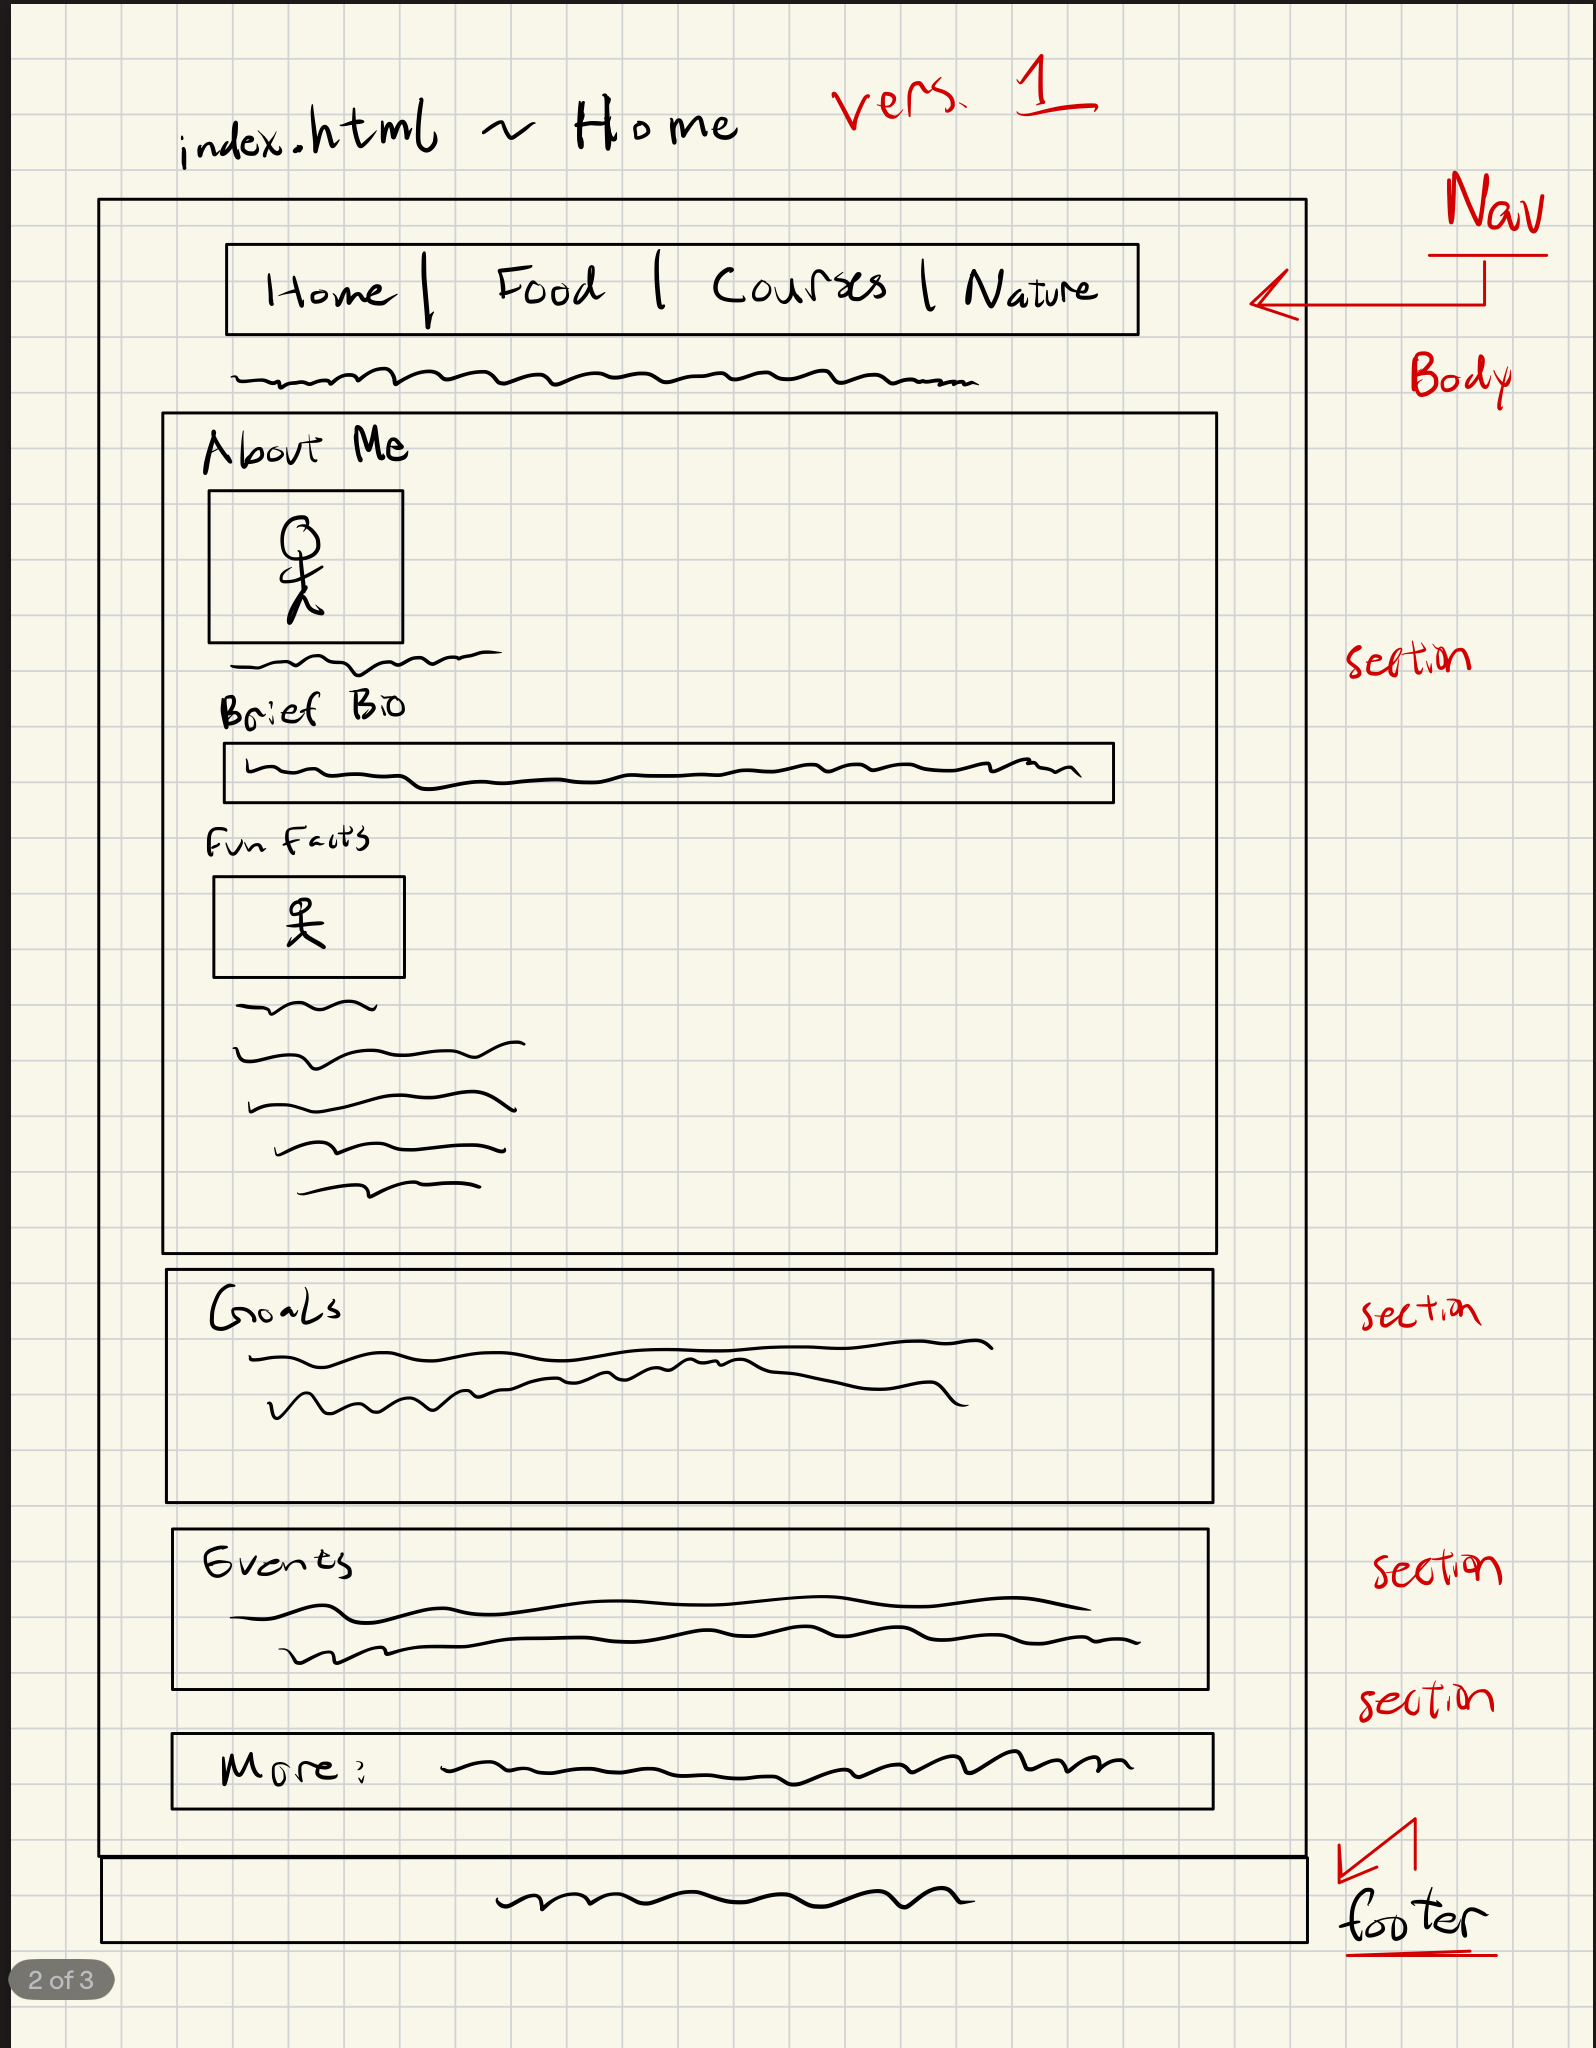 vers. 1
index.html ~ Home
Nav
Home | Food | Courses | Nature
Body
About Me
section
Brief Bio
Fun Facts
Goals
section
Events
section
section
More:
footer
2 of 3